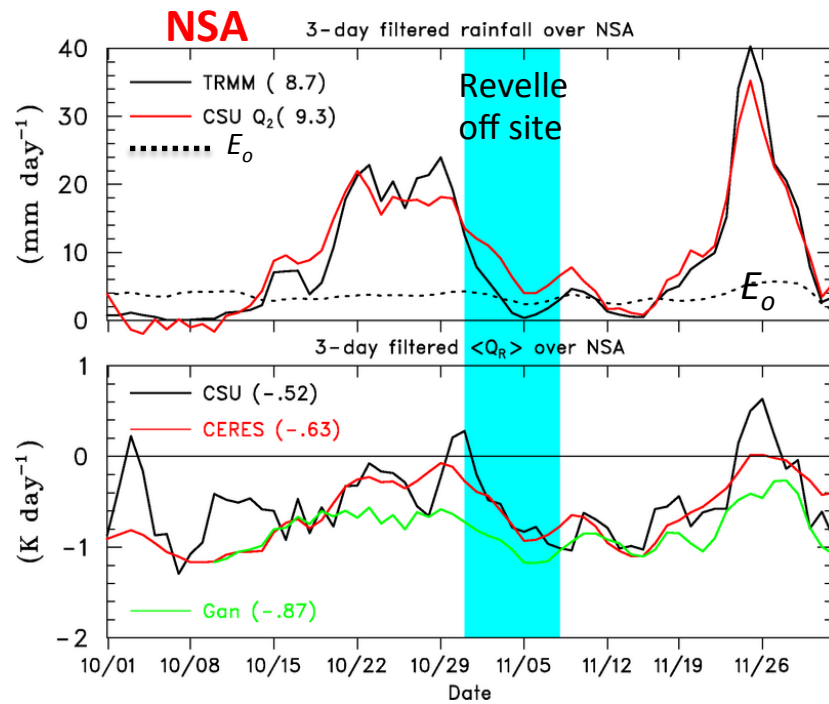 NSA
3-day filtered rainfall over NSA
40
30
20
10
0
(mm day⁻¹)
TRMM ( 8.7)
CSU Q₂( 9.3)
Eₒ
Revelle
off site
Eₒ
3-day filtered <Q_R> over NSA
1
0
-1
-2
(K day⁻¹)
CSU (-.52)
CERES (-.63)
Gan (-.87)
10/01 10/08 10/15 10/22 10/29 11/05 11/12 11/19 11/26
Date